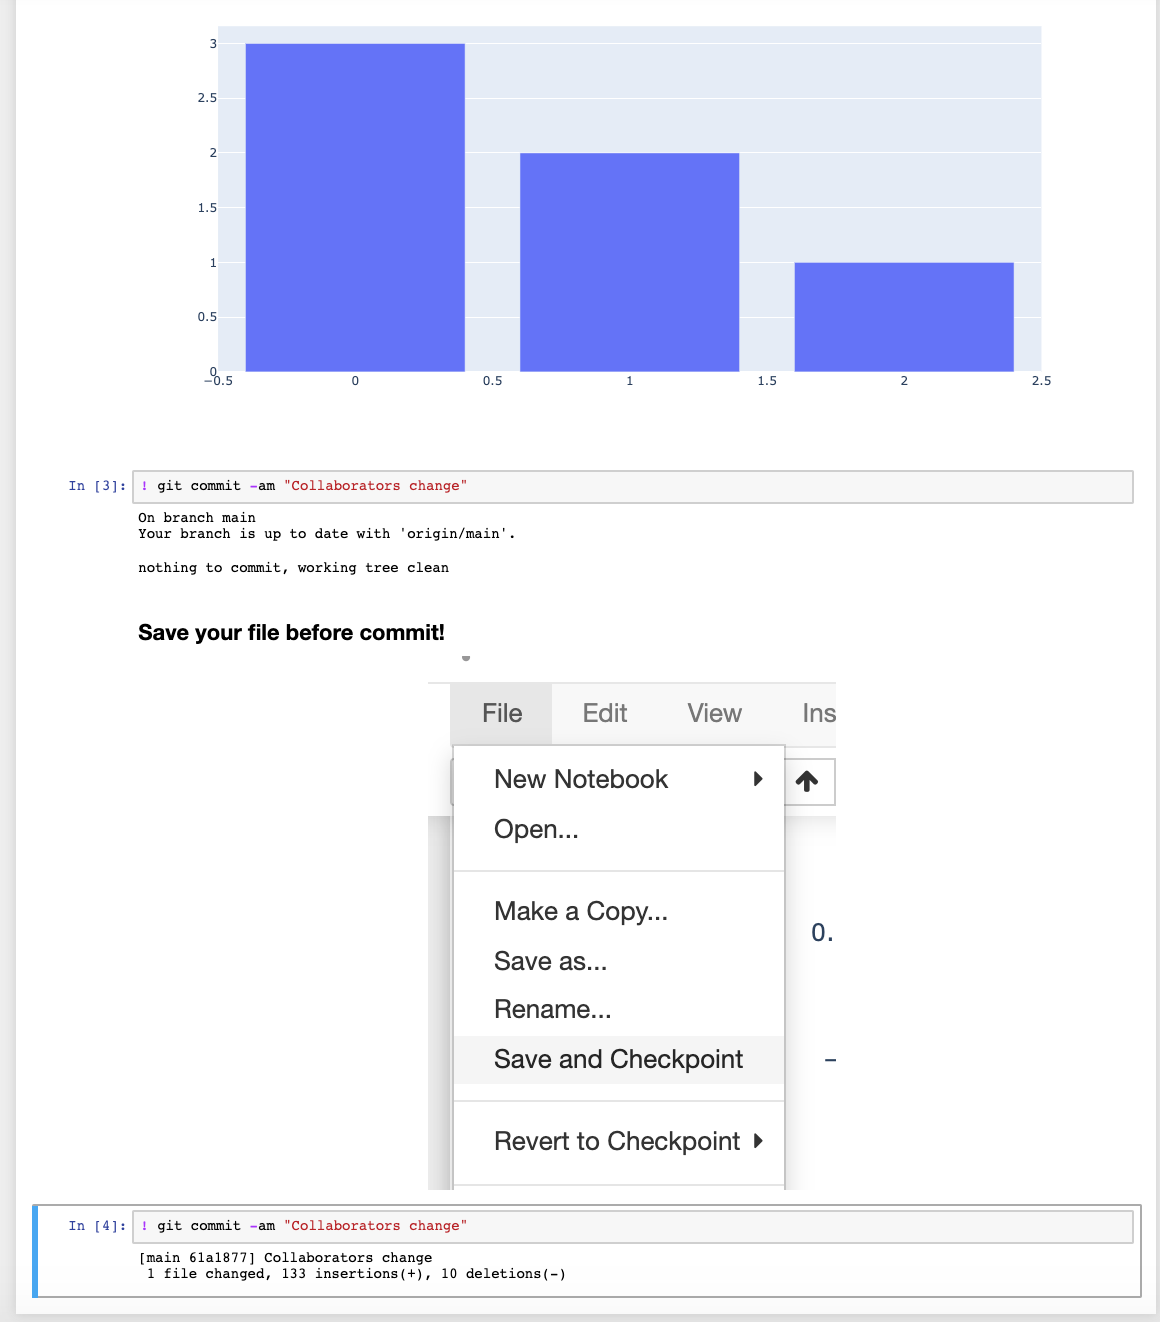 3
2.5
2
1.5
1
0.5
0
−0.5 0 0.5 1 1.5 2 2.5
In [3]: ! git commit -am "Collaborators change"
On branch main
Your branch is up to date with 'origin/main'.
nothing to commit, working tree clean
Save your file before commit!
File Edit View Ins
New Notebook
Open...
Make a Copy...
0.
Save as...
Rename...
Save and Checkpoint
−
Revert to Checkpoint
In [4]: ! git commit -am "Collaborators change"
[main 61a1877] Collaborators change
1 file changed, 133 insertions(+), 10 deletions(-)